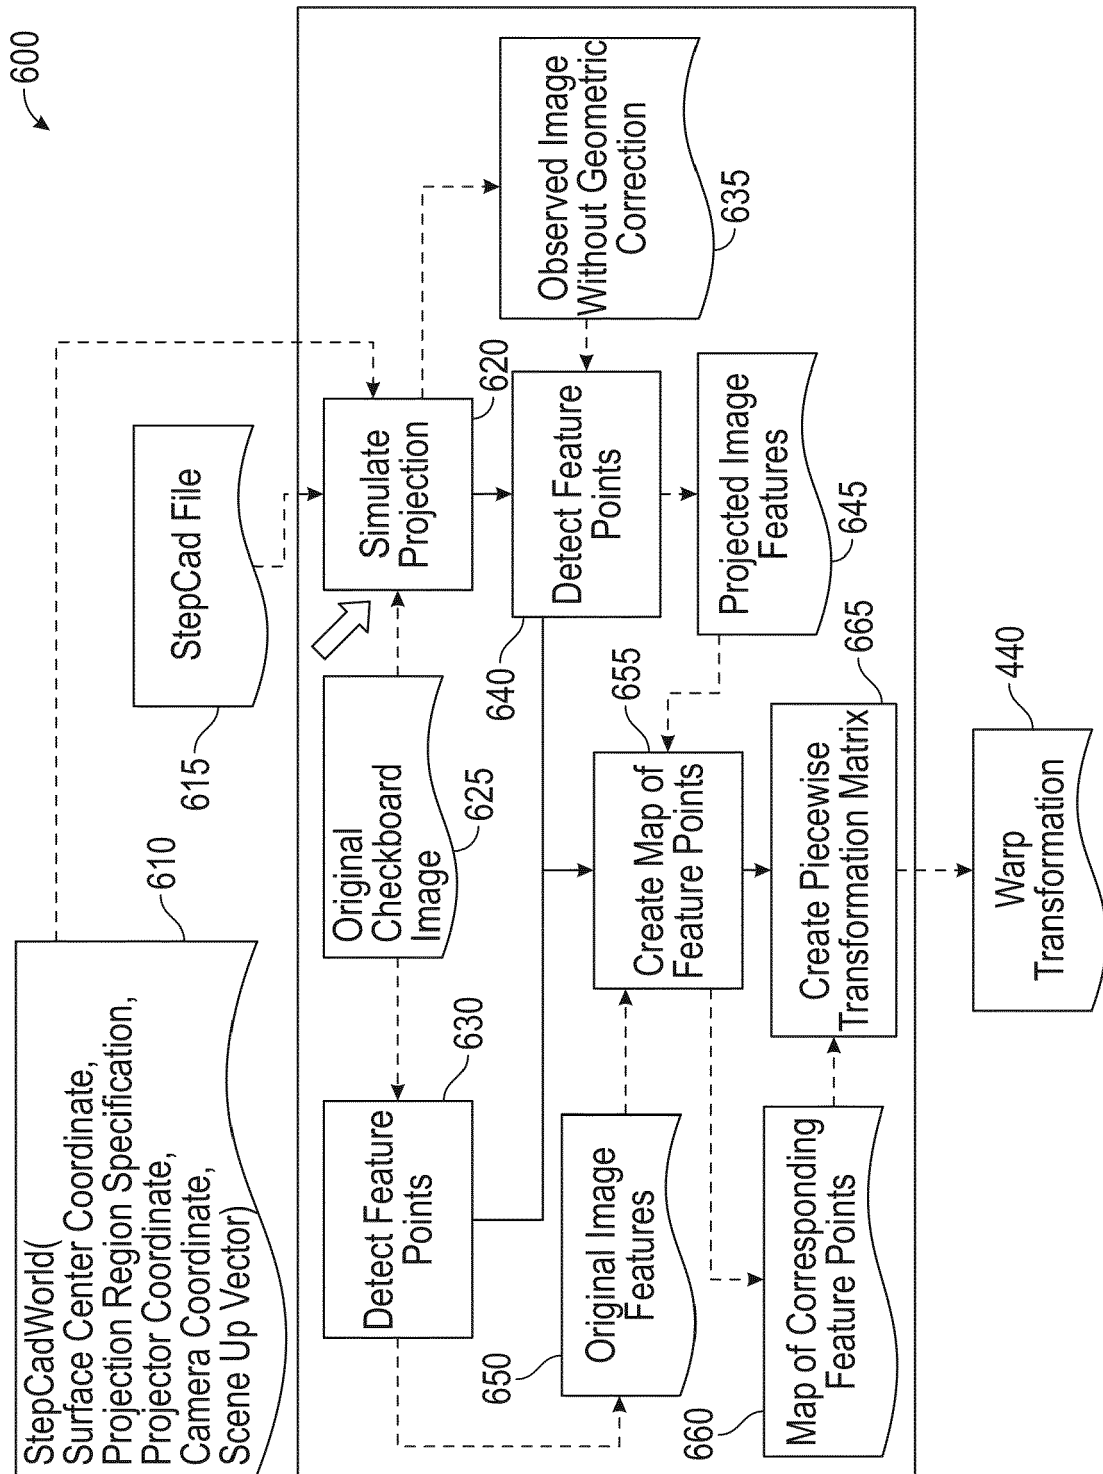 600
StepCadWorld(
Surface Center Coordinate,
Projection Region Specification,
Projector Coordinate,
Camera Coordinate,
Scene Up Vector)
610
StepCad File
615
Detect Feature
Points
630
Original
Checkboard
Image
625
Simulate
Projection
620
Observed Image
Without Geometric
Correction
635
Detect Feature
Points
640
Original Image
Features
650
Create Map of
Feature Points
655
Projected Image
Features
645
Map of Corresponding
Feature Points
660
Create Piecewise
Transformation Matrix
665
Warp
Transformation
440